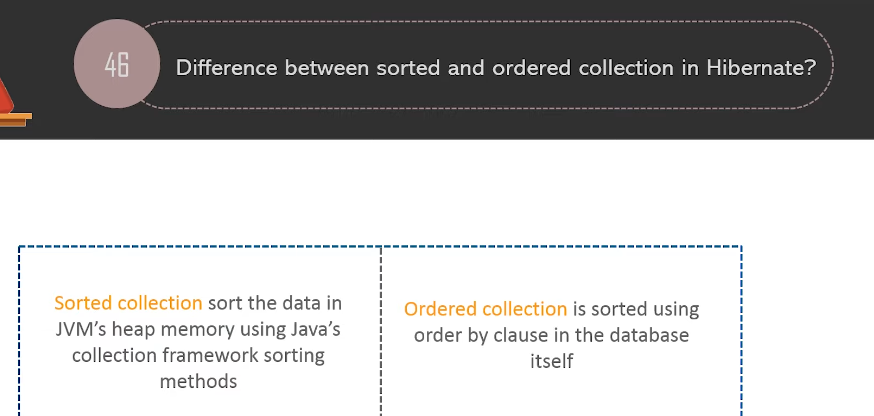 46
Difference between sorted and ordered collection in Hibernate?
Sorted collection sort the data in
JVM's heap memory using Java's
collection framework sorting
methods
Ordered collection is sorted using
order by clause in the database
itself